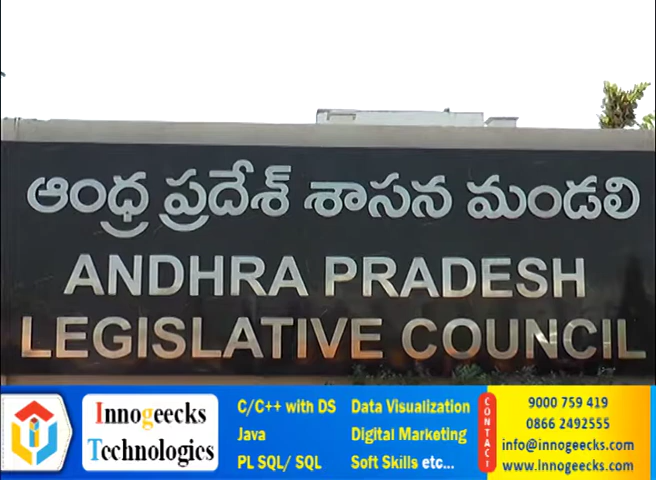 ఆంధ్ర ప్రదేశ్ శాసన మండలి
ANDHRA PRADESH
LEGISLATIVE COUNCIL
Innogeecks
Technologies
C/C++ with DS
Java
PL SQL/ SQL
Data Visualization
Digital Marketing
Soft Skills etc...
CONTACT
9000 759 419
0866 2492555
info@innogeecks.com
www.Innogeecks.com